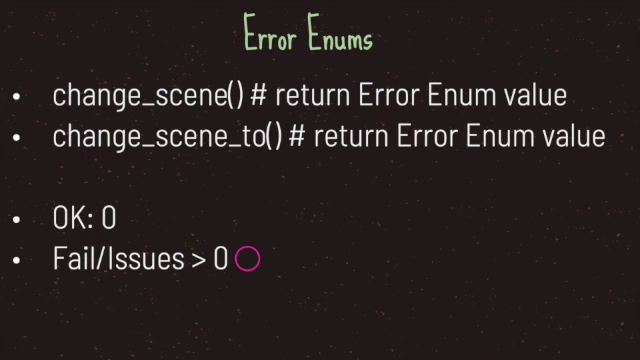 Error Enums
• change_scene() # return Error Enum value
• change_scene_to() # return Error Enum value
• OK: 0
• Fail/Issues > 0